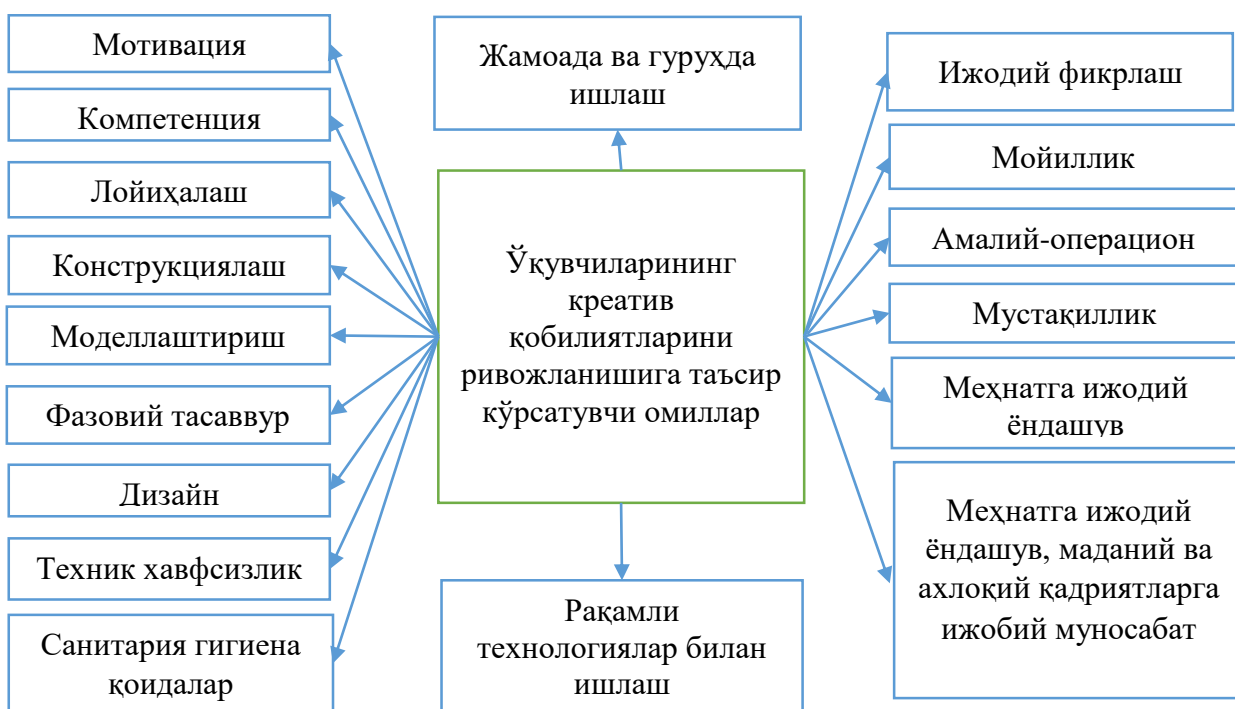 Мотивация
Компетенция
Лойиҳалаш
Конструкциялаш
Моделлаштириш
Фазовий тасаввур
Дизайн
Техник хавфсизлик
Санитария гигиена
қоидалар
Жамоада ва гуруҳда
ишлаш
Ўқувчиларининг
креатив
қобилиятларини
ривожланишига таъсир
кўрсатувчи омиллар
Рақамли
технологиялар билан
ишлаш
Ижодий фикрлаш
Мойиллик
Амалий-операцион
Мустақиллик
Меҳнатга ижодий
ёндашув
Меҳнатга ижодий
ёндашув, маданий ва
ахлоқий қадриятларга
ижобий муносабат